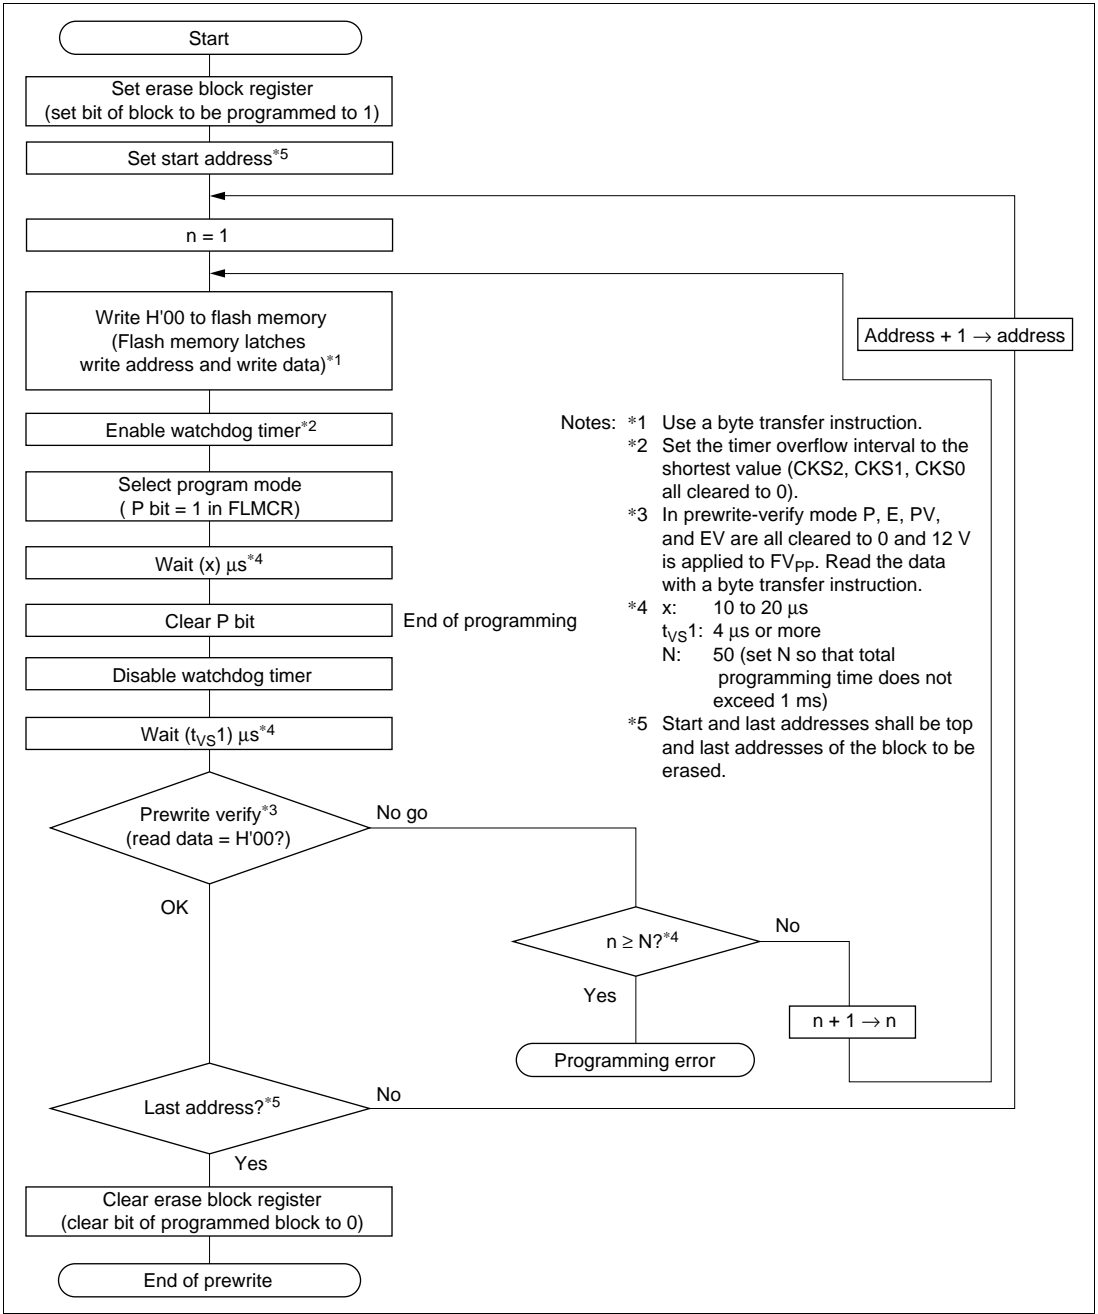 Start
Set erase block register
(set bit of block to be programmed to 1)
Set start address*5
n = 1
Write H'00 to flash memory
(Flash memory latches
write address and write data)*1
Address + 1 → address
Enable watchdog timer*2
Select program mode
( P bit = 1 in FLMCR)
Wait (x) μs*4
Clear P bit
End of programming
Disable watchdog timer
Wait (tVS1) μs*4
Notes: *1 Use a byte transfer instruction.
*2 Set the timer overflow interval to the
shortest value (CKS2, CKS1, CKS0
all cleared to 0).
*3 In prewrite-verify mode P, E, PV,
and EV are all cleared to 0 and 12 V
is applied to FVPP. Read the data
with a byte transfer instruction.
*4 x: 10 to 20 μs
tVS1: 4 μs or more
N: 50 (set N so that total
programming time does not
exceed 1 ms)
*5 Start and last addresses shall be top
and last addresses of the block to be
erased.
Prewrite verify*3
(read data = H'00?)
No go
OK
n ≥ N?*4
No
Yes
n + 1 → n
Programming error
Last address?*5
No
Yes
Clear erase block register
(clear bit of programmed block to 0)
End of prewrite